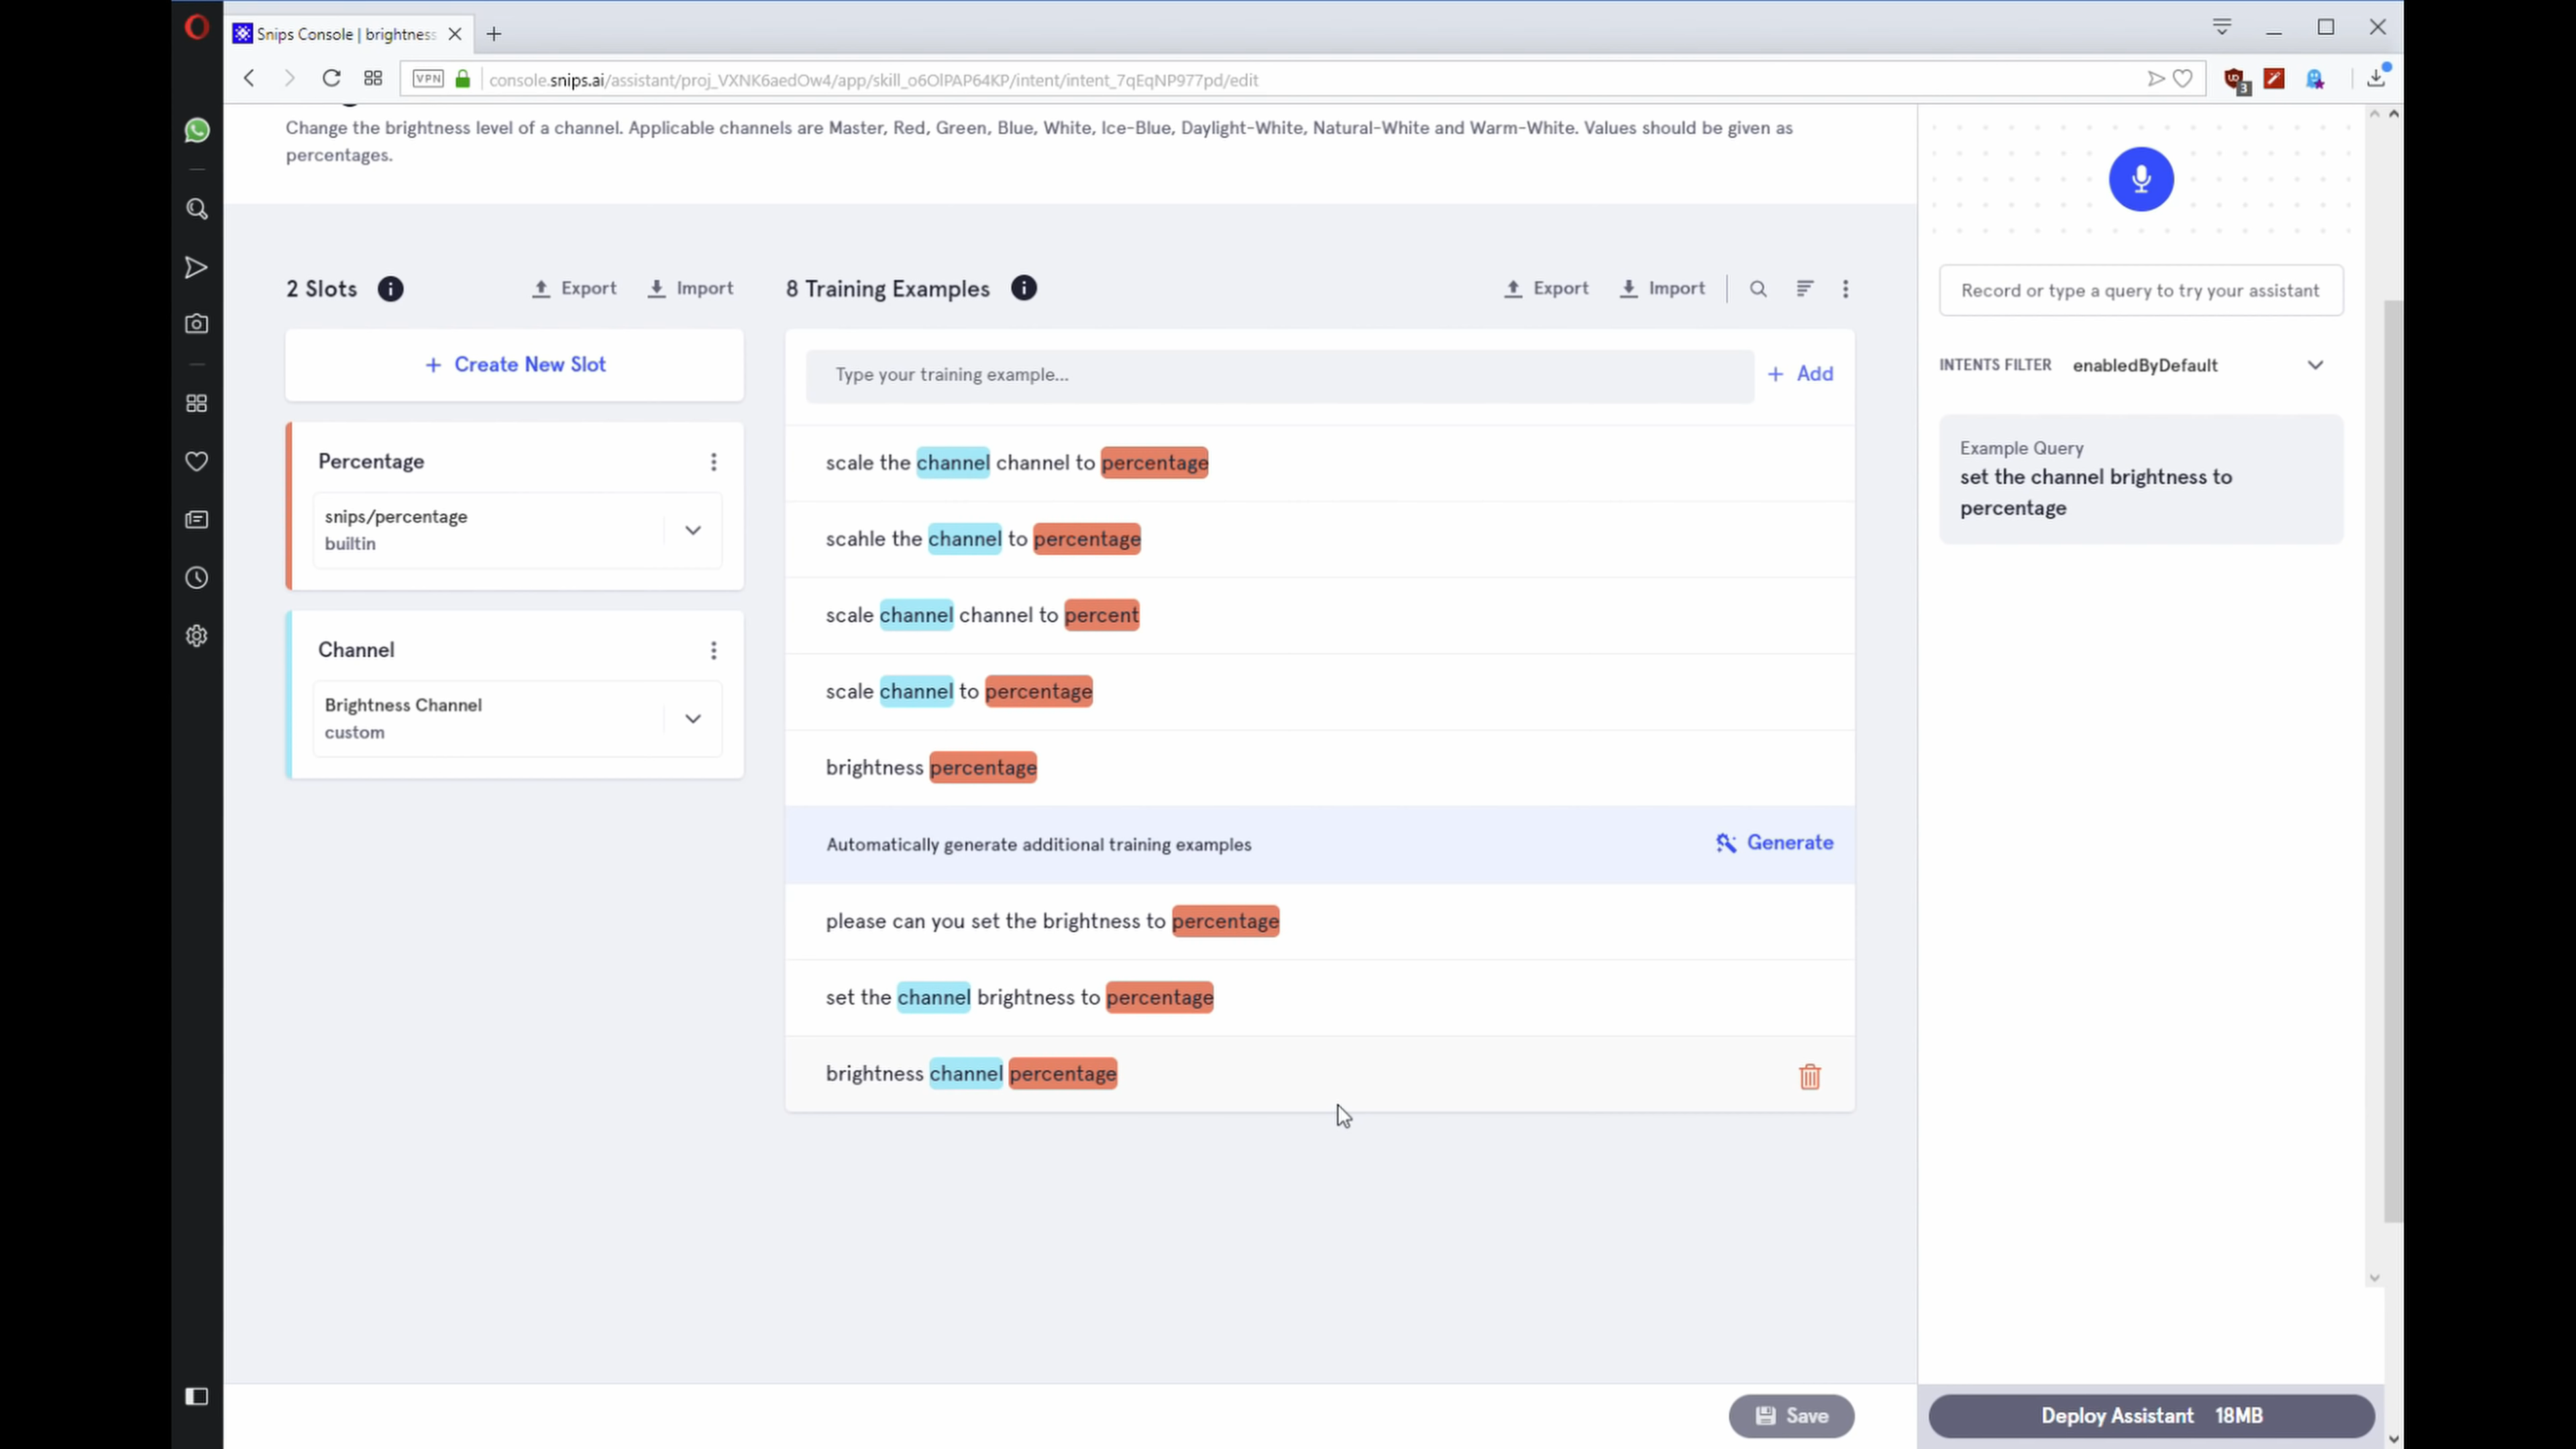 Snips Console | brightness
VPN
console.snips.ai/assistant/proj_VXNK6aedOw4/app/skill_o6OlPAP64KP/intent/intent_7qEqNP977pd/edit
3
Change the brightness level of a channel. Applicable channels are Master, Red, Green, Blue, White, Ice-Blue, Daylight-White, Natural-White and Warm-White. Values should be given as
percentages.
2 Slots
Export
Import
8 Training Examples
Export
Import
Record or type a query to try your assistant
+ Create New Slot
Type your training example...
+ Add
INTENTS FILTER enabledByDefault
Percentage
snips/percentage
builtin
Channel
Brightness Channel
custom
scale the channel channel to percentage
scahle the channel to percentage
scale channel channel to percent
scale channel to percentage
brightness percentage
Automatically generate additional training examples
Generate
please can you set the brightness to percentage
set the channel brightness to percentage
brightness channel percentage
Example Query
set the channel brightness to
percentage
Save
Deploy Assistant 18MB